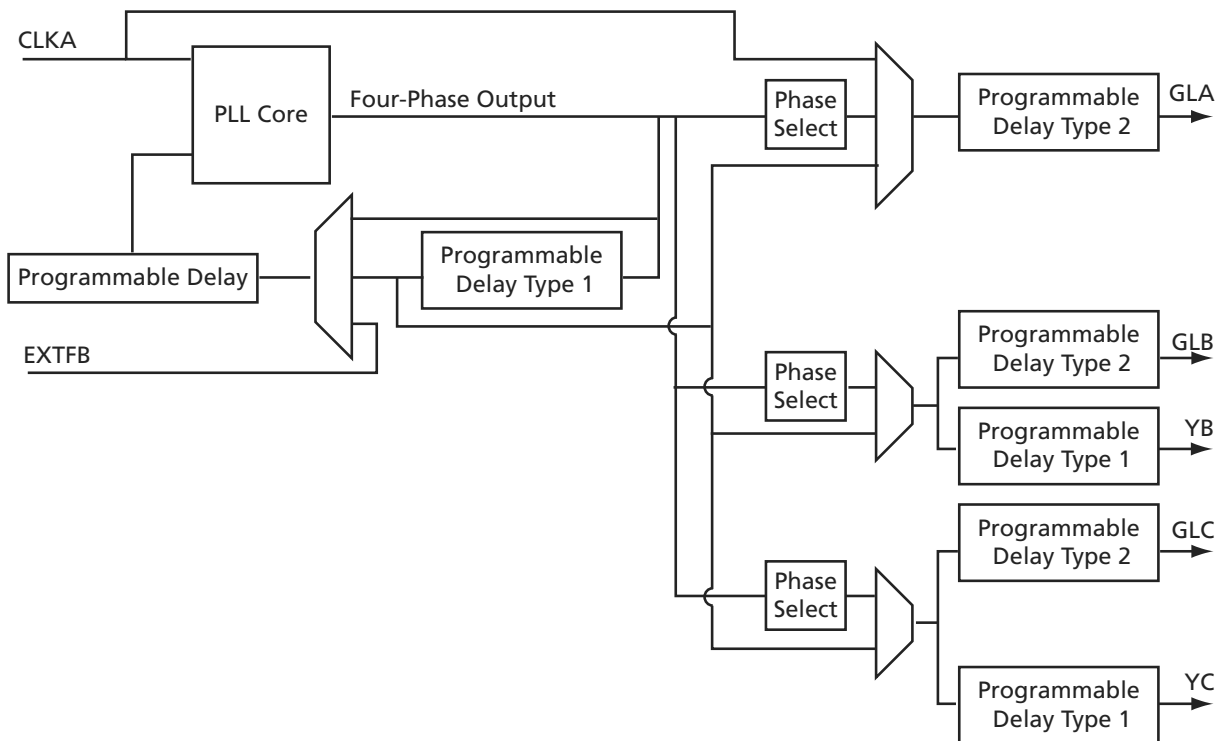 CLKA
PLL Core
Four-Phase Output
Phase
Select
Programmable
Delay Type 2
GLA
Programmable Delay
Programmable
Delay Type 1
EXTFB
Phase
Select
Programmable
Delay Type 2
GLB
Programmable
Delay Type 1
YB
Phase
Select
Programmable
Delay Type 2
GLC
Programmable
Delay Type 1
YC